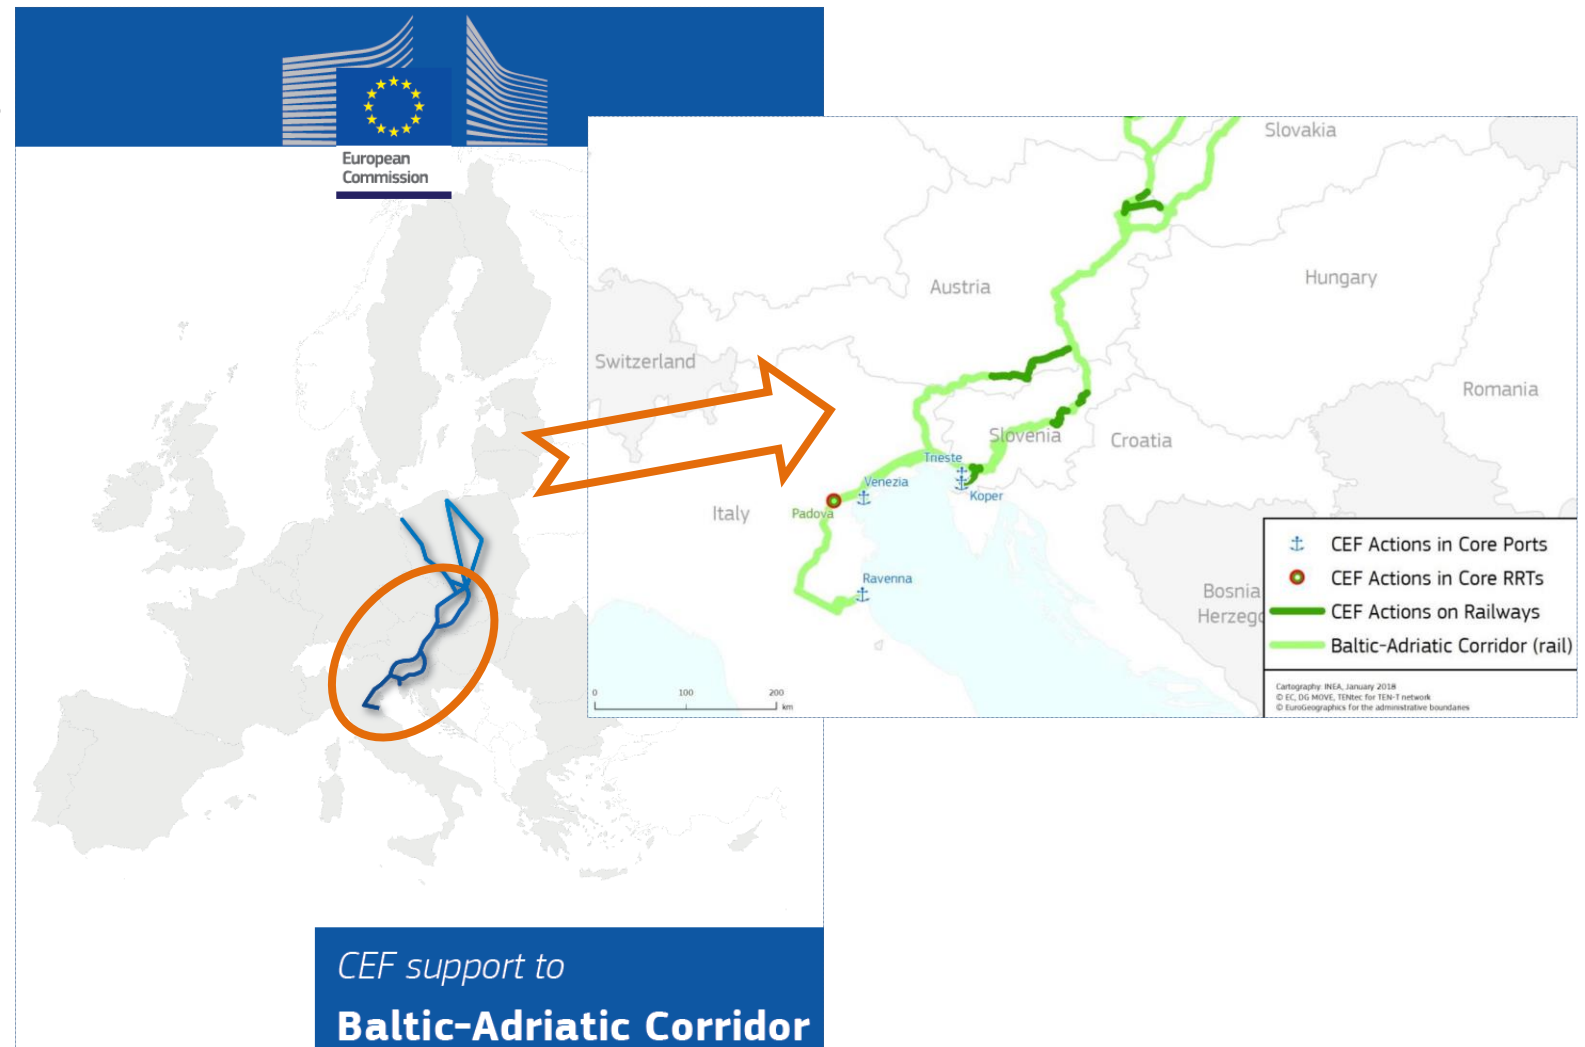 European
Commission
Slovakia
Austria
Hungary
Switzerland
Romania
Slovenia
Croatia
Trieste
Venezia
Koper
Italy
Padova
Ravenna
Bosnia
Herzeg
CEF Actions in Core Ports
CEF Actions in Core RRTs
CEF Actions on Railways
Baltic-Adriatic Corridor (rail)
Cartography: INEA, January 2018
© EC, DG MOVE, TENtec for TEN-T network
© EuroGeographics for the administrative boundaries
0 100 200
km
CEF support to
Baltic-Adriatic Corridor